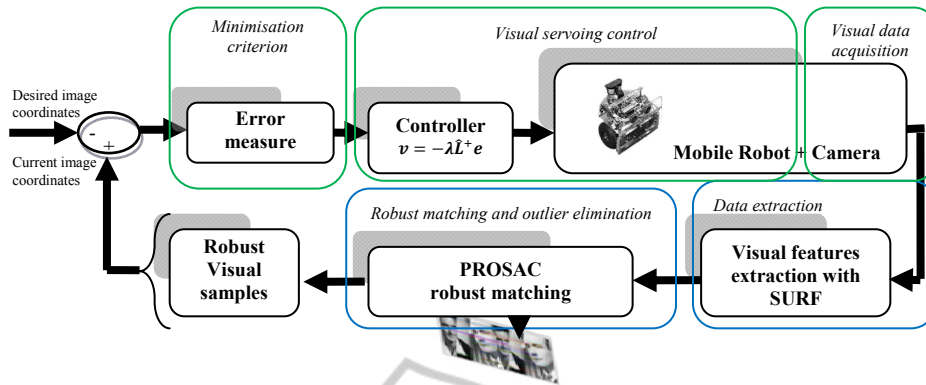 Minimisation
criterion
Visual servoing control
Visual data
acquisition
Desired image
coordinates
-
+
Current image
coordinates
Error
measure
Controller
𝒗 = −𝝀𝑳̂⁺𝒆
Mobile Robot + Camera
Robust matching and outlier elimination
Data extraction
Robust
Visual
samples
PROSAC
robust matching
Visual features
extraction with
SURF